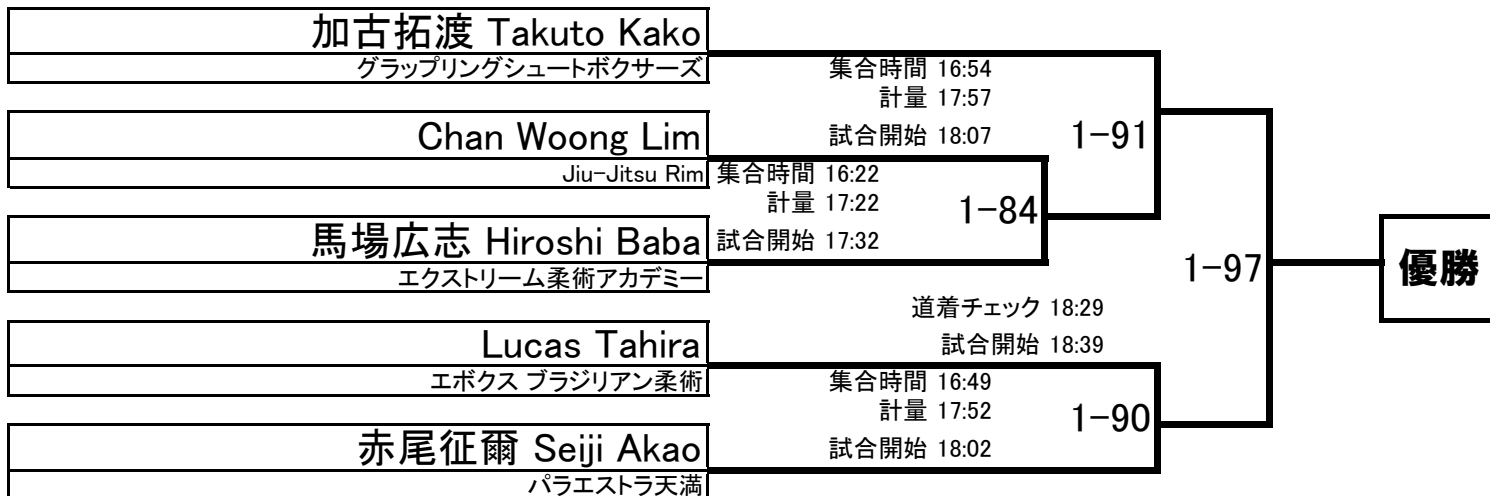 加古拓渡 Takuto Kako
グラップリングシュートボクサーズ
集合時間 16:54
計量 17:57
試合開始 18:07
1-91
Chan Woong Lim
Jiu-Jitsu Rim
集合時間 16:22
計量 17:22
試合開始 17:32
1-84
馬場広志 Hiroshi Baba
エクストリーム柔術アカデミー
1-97
優勝
道着チェック 18:29
試合開始 18:39
Lucas Tahira
エボクス ブラジリアン柔術
集合時間 16:49
計量 17:52
試合開始 18:02
1-90
赤尾征爾 Seiji Akao
パラエストラ天満